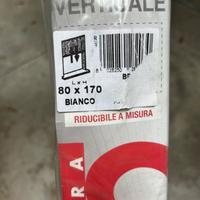 VERTICALE
L x H
80 x 170
BIANCO
RIDUCIBILE A MISURA
RA